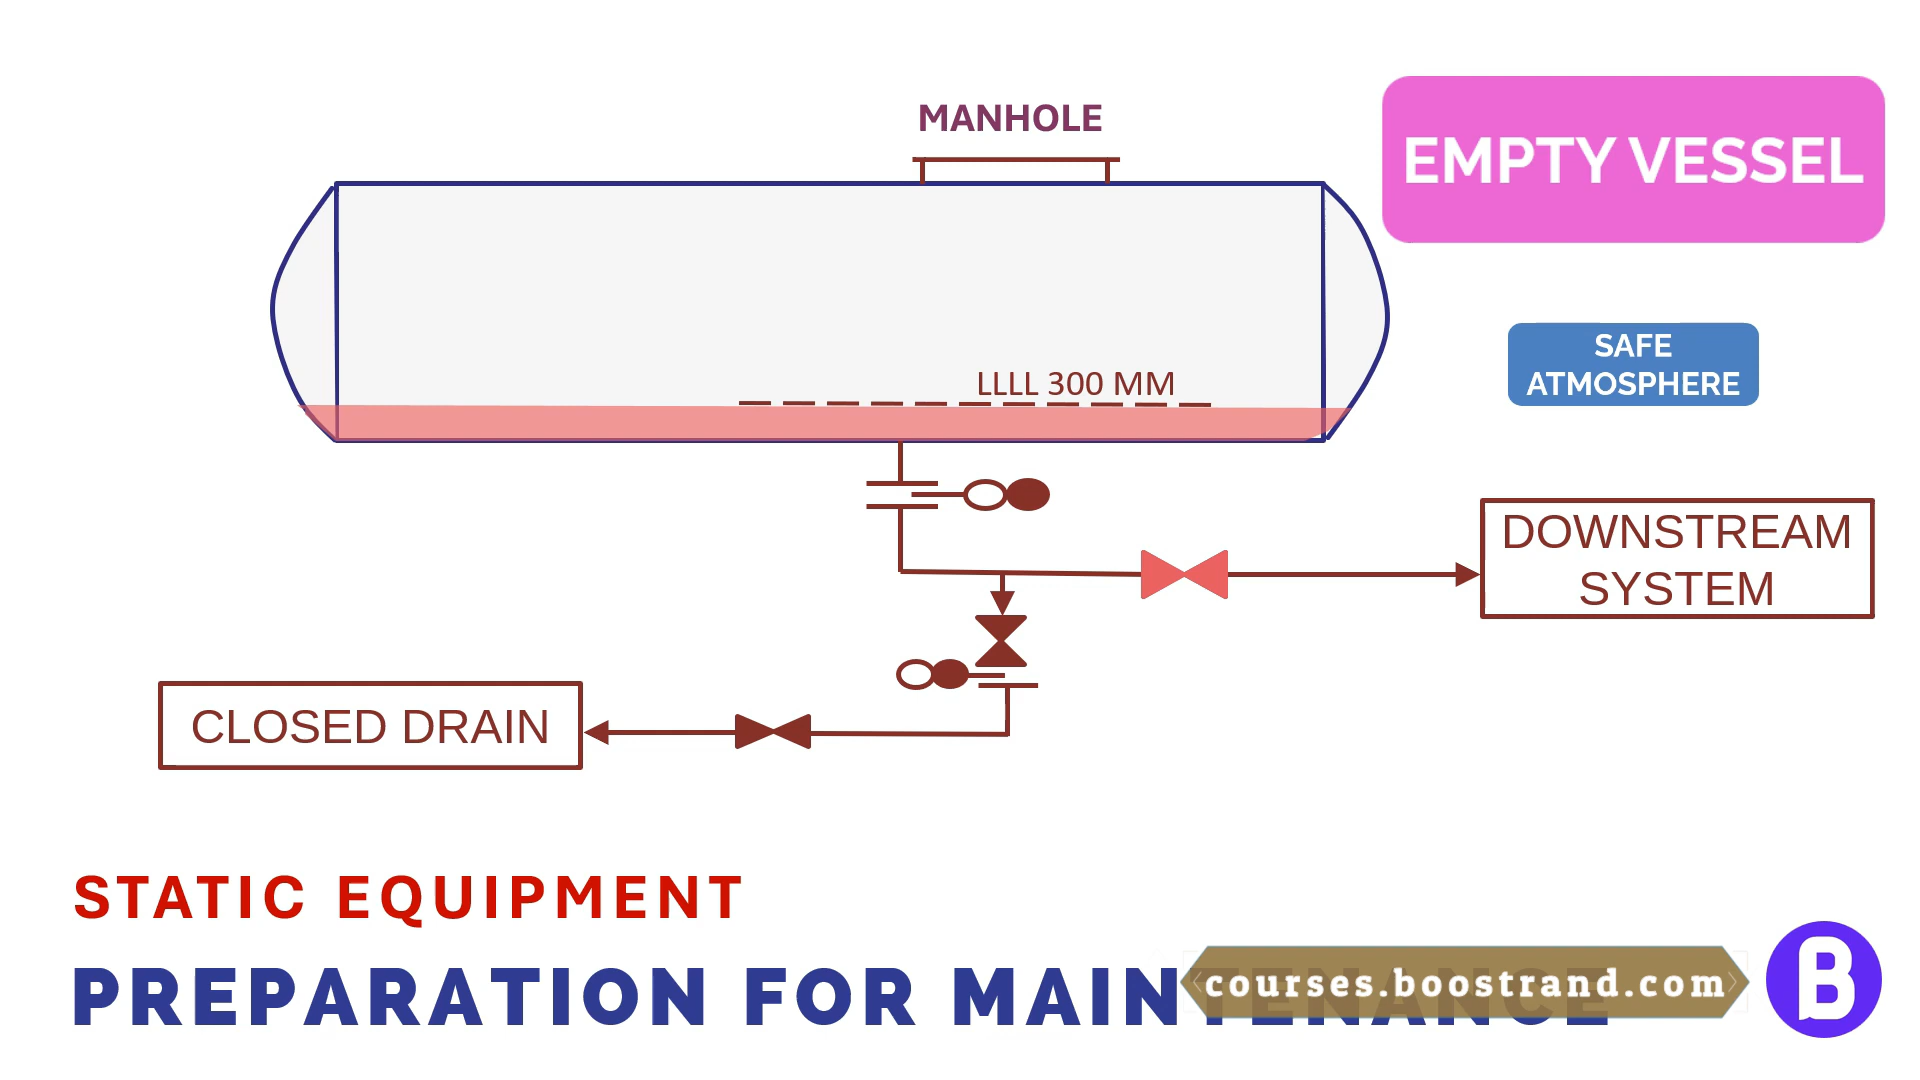 MANHOLE
EMPTY VESSEL
SAFE
ATMOSPHERE
LLLL 300 MM
DOWNSTREAM
SYSTEM
CLOSED DRAIN
STATIC EQUIPMENT
PREPARATION FOR MAINTENANCE
courses.boostrand.com
B